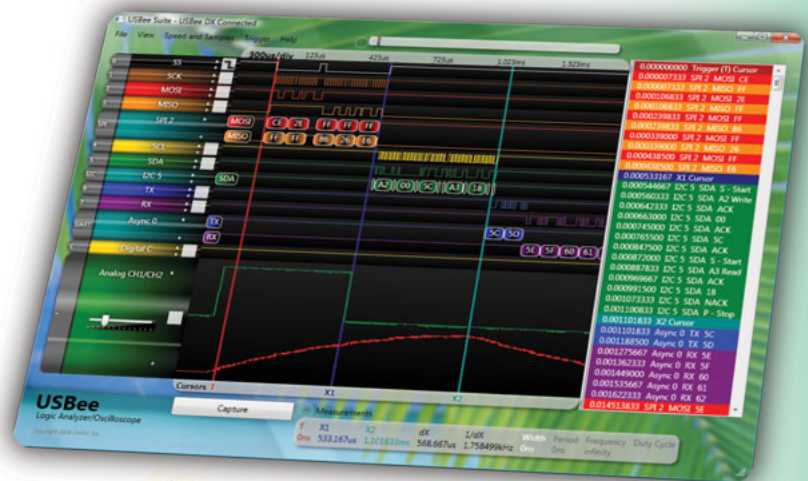 USBee Suite - USBee DX Connected
File View Speed and Samples Trigger Help
300us/div 125us 425us 725us 1.023ms 1.323ms
SS
SCK
MOSI
MISO
SPI 2
MOSI CE 2E FF FF FF
MISO FF FF 86 26 E6
SCL
SDA
I2C 5
SDA A2 00 5C A3 18
TX
RX
Async 0
TX 5C 5D
RX 5E 5F 60 61
Digital C
Analog CH1/CH2
Cursors T X1 X2
0.000000000 Trigger (T) Cursor
0.000007333 SPI 2 MOSI CE
0.000007333 SPI 2 MISO FF
0.000106833 SPI 2 MOSI 2E
0.000106833 SPI 2 MISO FF
0.000239833 SPI 2 MOSI FF
0.000239833 SPI 2 MISO 86
0.000339000 SPI 2 MOSI FF
0.000339000 SPI 2 MISO 26
0.000438500 SPI 2 MOSI FF
0.000438500 SPI 2 MISO E6
0.000533167 X1 Cursor
0.000544667 I2C 5 SDA S - Start
0.000560333 I2C 5 SDA A2 Write
0.000642333 I2C 5 SDA ACK
0.000663000 I2C 5 SDA 00
0.000745000 I2C 5 SDA ACK
0.000765500 I2C 5 SDA 5C
0.000847500 I2C 5 SDA ACK
0.000872000 I2C 5 SDA S - Start
0.000887833 I2C 5 SDA A3 Read
0.000969667 I2C 5 SDA ACK
0.000991500 I2C 5 SDA 18
0.001073333 I2C 5 SDA NACK
0.001100833 I2C 5 SDA P - Stop
0.001101833 X2 Cursor
0.001101833 Async 0 TX 5C
0.001188500 Async 0 TX 5D
0.001275667 Async 0 RX 5E
0.001362333 Async 0 RX 5F
0.001449000 Async 0 RX 60
0.001535667 Async 0 RX 61
0.001622333 Async 0 RX 62
0.014513833 SPI 2 MOSI 5E
USBee
Logic Analyzer/Oscilloscope
Capture
Measurements
T X1 X2 dX 1/dX Width Period Frequency Duty Cycle
0ns 533.167us 1.101833ms 568.667us 1.758499kHz 0ns 0ns infinity